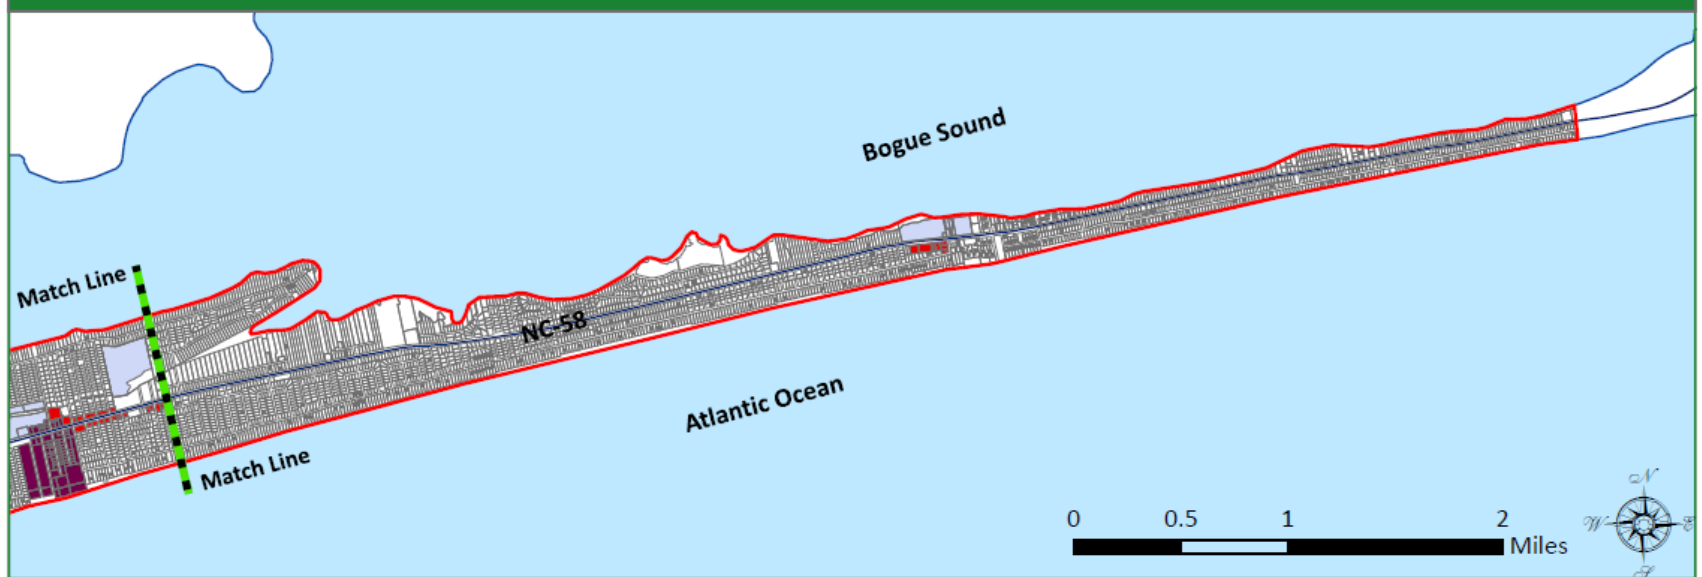 Bogue Sound
Match Line
NC-58
Atlantic Ocean
Match Line
N
W E
S
0 0.5 1 2
Miles